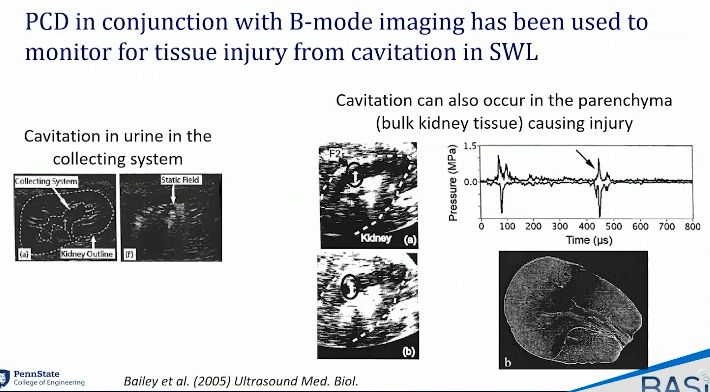 PCD in conjunction with B-mode imaging has been used to
monitor for tissue injury from cavitation in SWL
Cavitation in urine in the
collecting system
Collecting System
Kidney Outline
(a)
Static Field
(f)
Cavitation can also occur in the parenchyma
(bulk kidney tissue) causing injury
F2
Kidney
(a)
(b)
Pressure (MPa)
1.5
0.0
0 100 200 300 400 500 600 700 800
Time (µs)
b
PennState
College of Engineering
Bailey et al. (2005) Ultrasound Med. Biol.